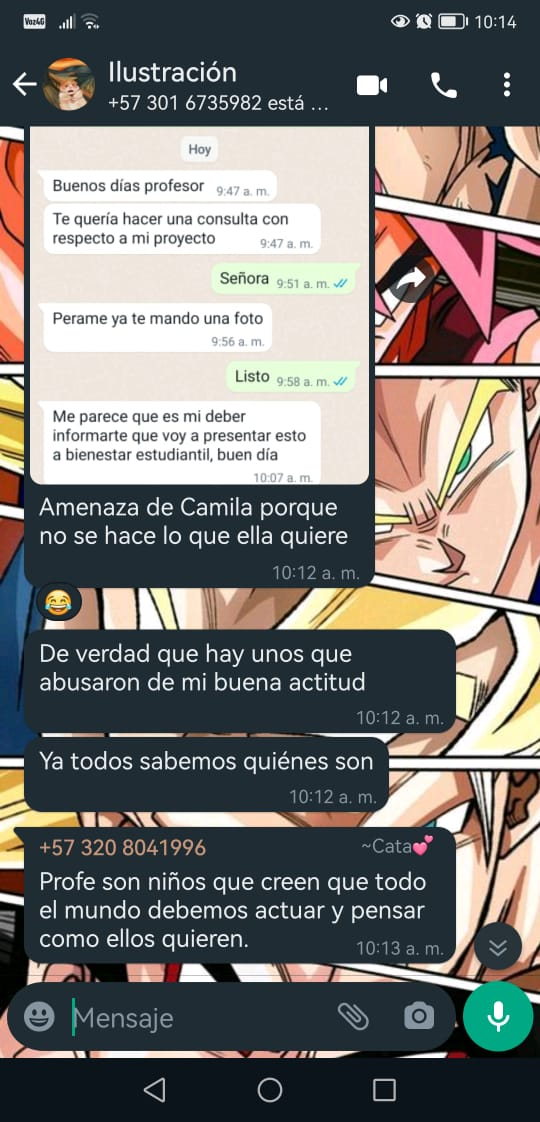 Voz4G
10:14
Ilustración
+57 301 6735982 está ...
Hoy
Buenos días profesor 9:47 a. m.
Te quería hacer una consulta con
respecto a mi proyecto 9:47 a. m.
Señora 9:51 a. m.
Perame ya te mando una foto
9:56 a. m.
Listo 9:58 a. m.
Me parece que es mi deber
informarte que voy a presentar esto
a bienestar estudiantil, buen día
10:07 a. m.
Amenaza de Camila porque
no se hace lo que ella quiere
10:12 a. m.
😂
De verdad que hay unos que
abusaron de mi buena actitud
10:12 a. m.
Ya todos sabemos quiénes son
10:12 a. m.
+57 320 8041996 ~Cata💕
Profe son niños que creen que todo
el mundo debemos actuar y pensar
como ellos quieren. 10:13 a. m.
Mensaje